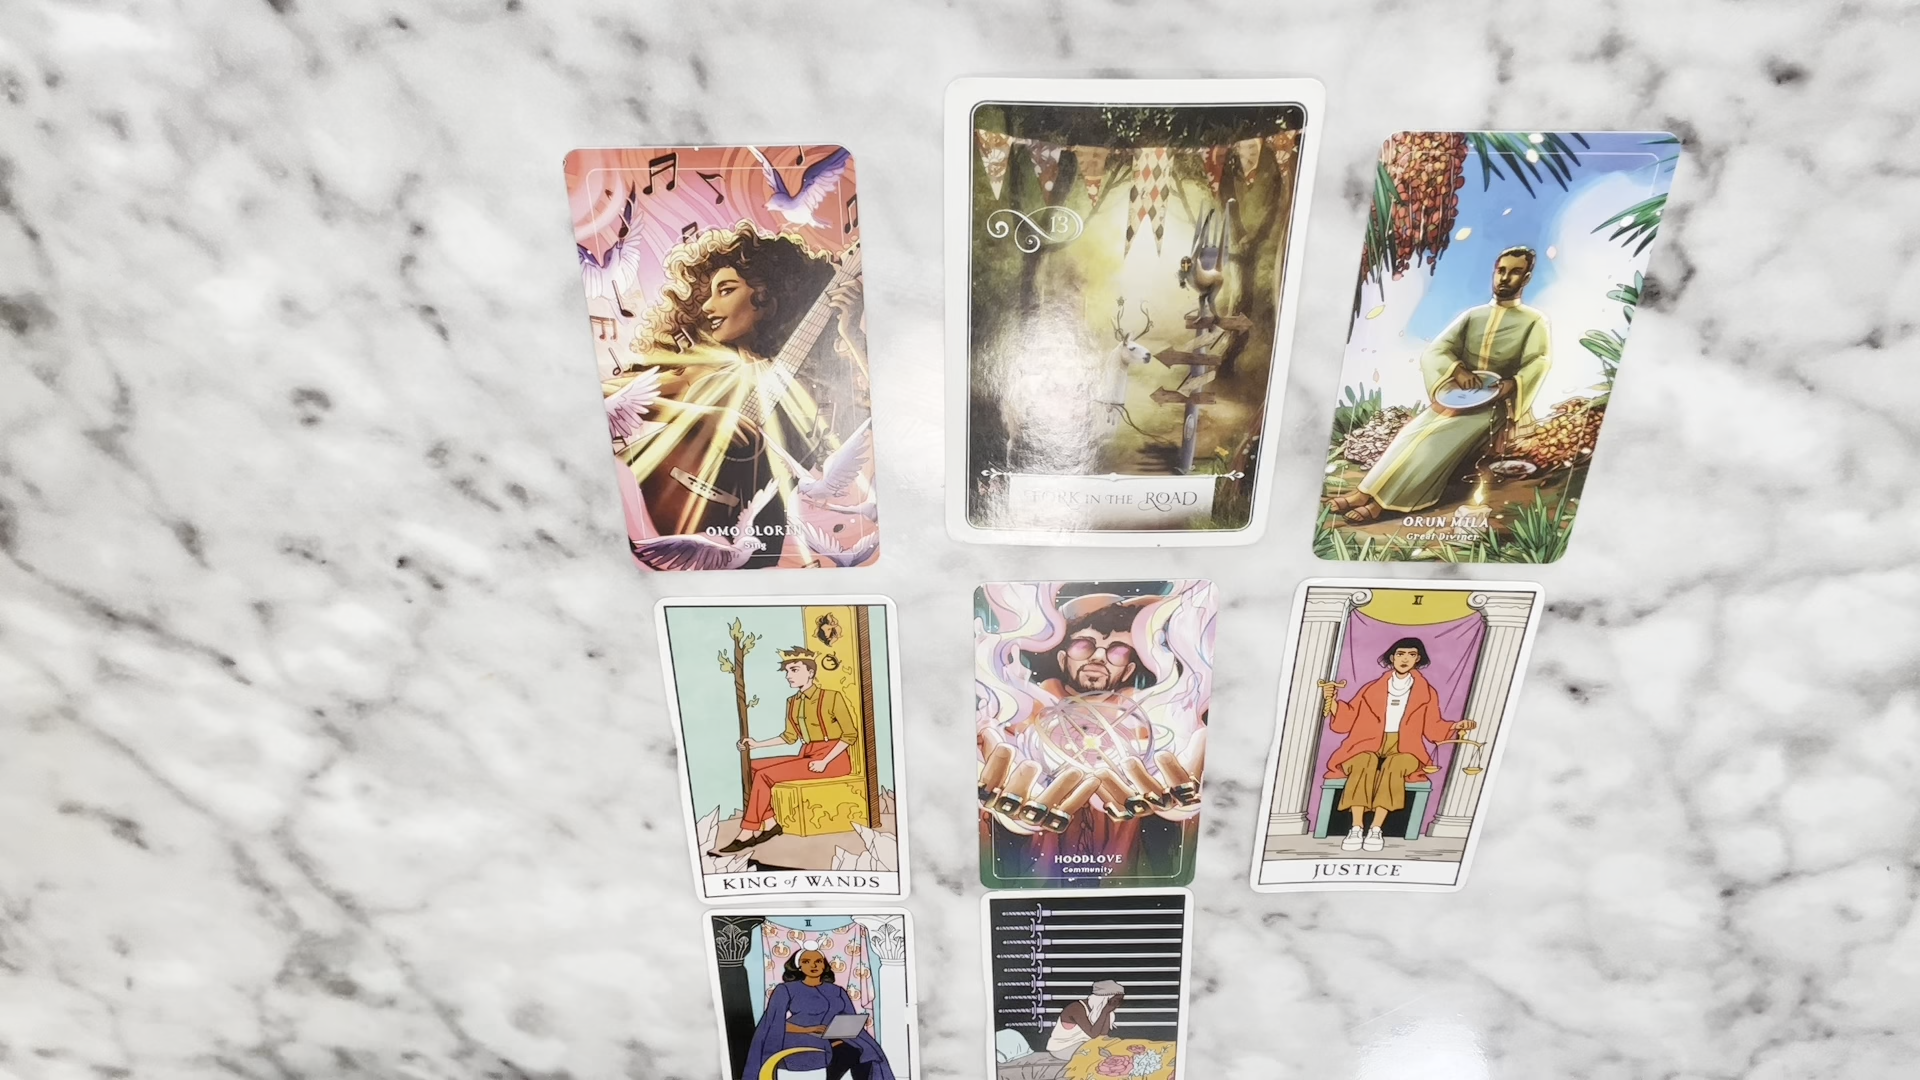 13
FORK IN THE ROAD
OMO OLORIN
Sing
ORUN MILA
Great Diviner
KING of WANDS
HOOD LOVE
HOODLOVE
Community
II
JUSTICE
II